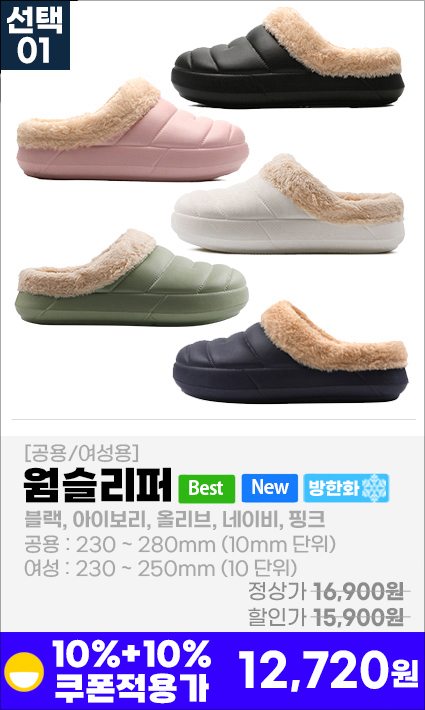 선택
01
[공용/여성용]
웜슬리퍼 Best New 방한화
블랙, 아이보리, 올리브, 네이비, 핑크
공용 : 230 ~ 280mm (10mm 단위)
여성 : 230 ~ 250mm (10 단위)
정상가 16,900원
할인가 15,900원
10%+10%
쿠폰적용가 12,720원